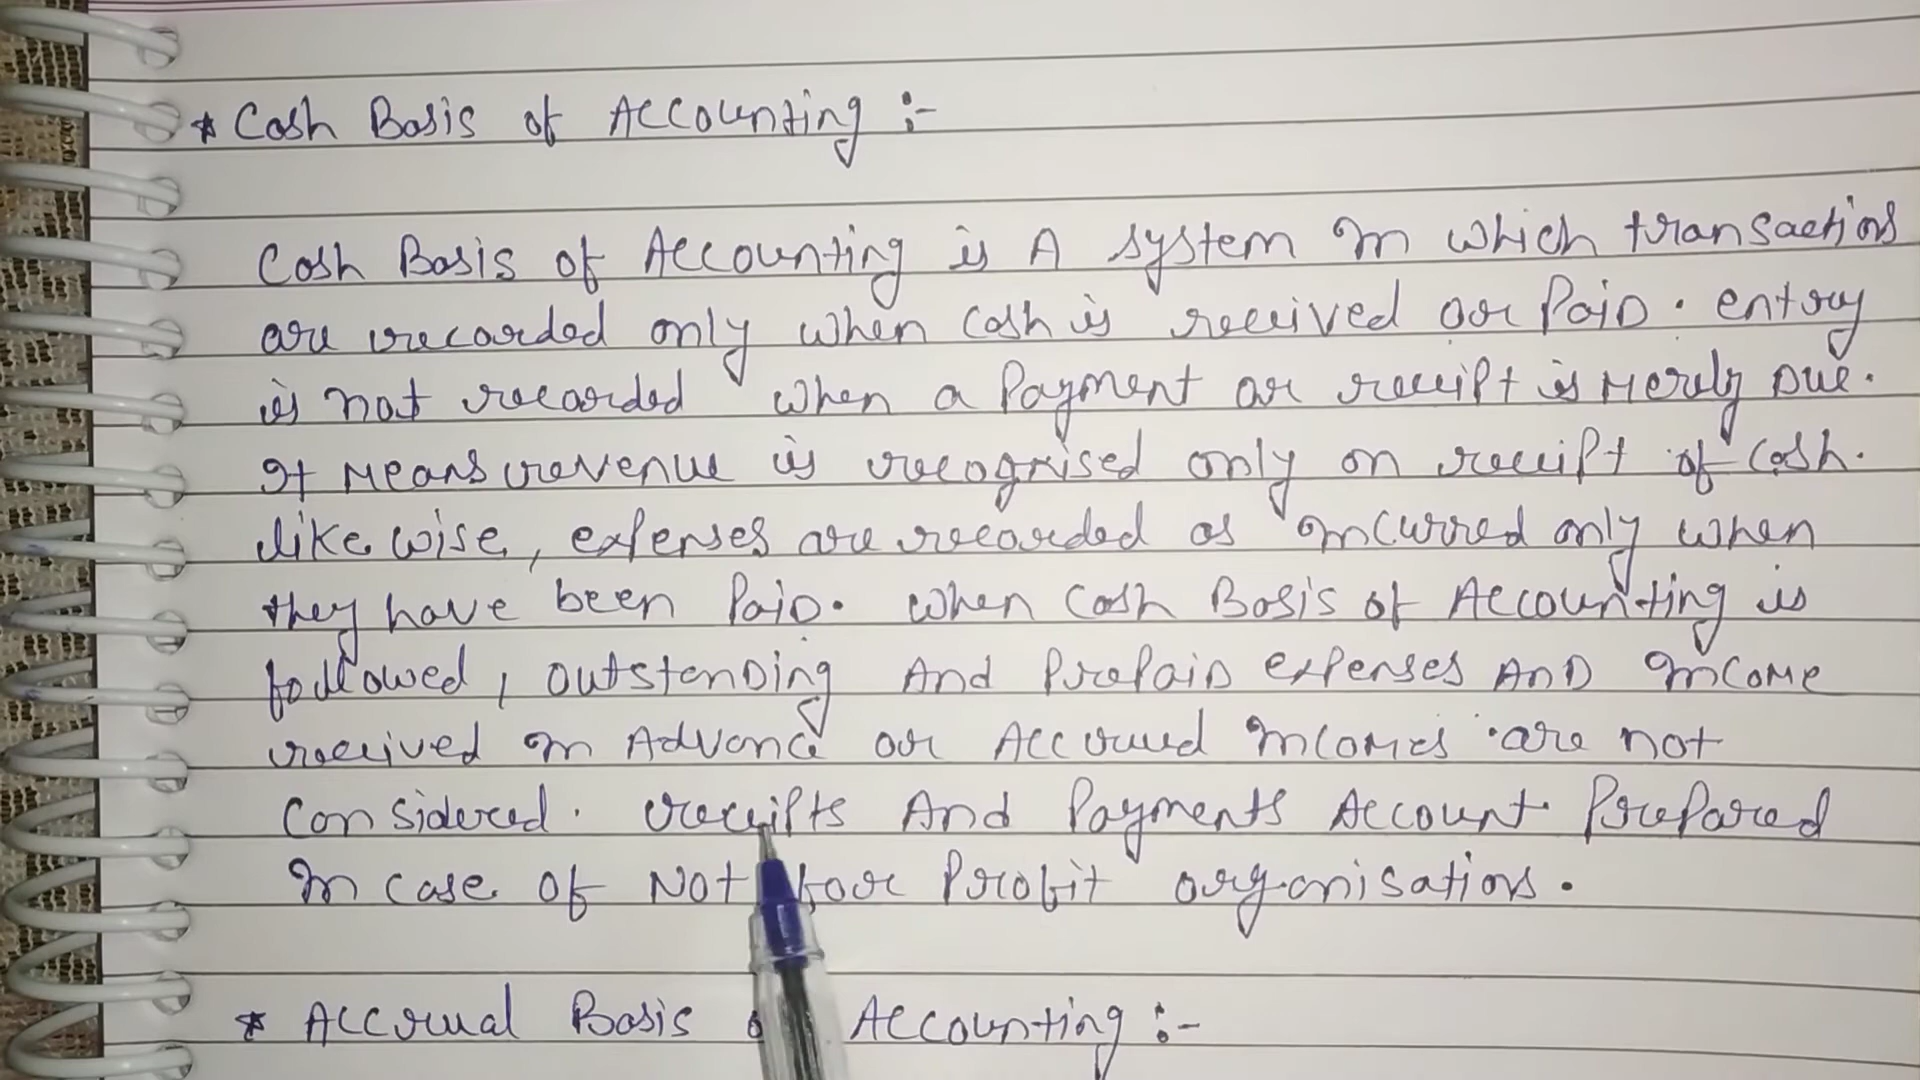 * Cash Basis of Accounting :-
Cash Basis of Accounting is A system in which transactions
are recorded only when cash is received or Paid. entry
is not recorded when a Payment or receipt is Merely Due.
It Means revenue is recognised only on receipt of Cash.
like wise, expenses are recorded as incurred only when
they have been Paid. When Cash Basis of Accounting is
followed, outstanding And Prepaid expenses And income
received in Advance or Accrued incomes are not
Considered. receipts And Payments Account Prepared
in case of Not for Profit organisations.
* Accrual Basis Accounting :-